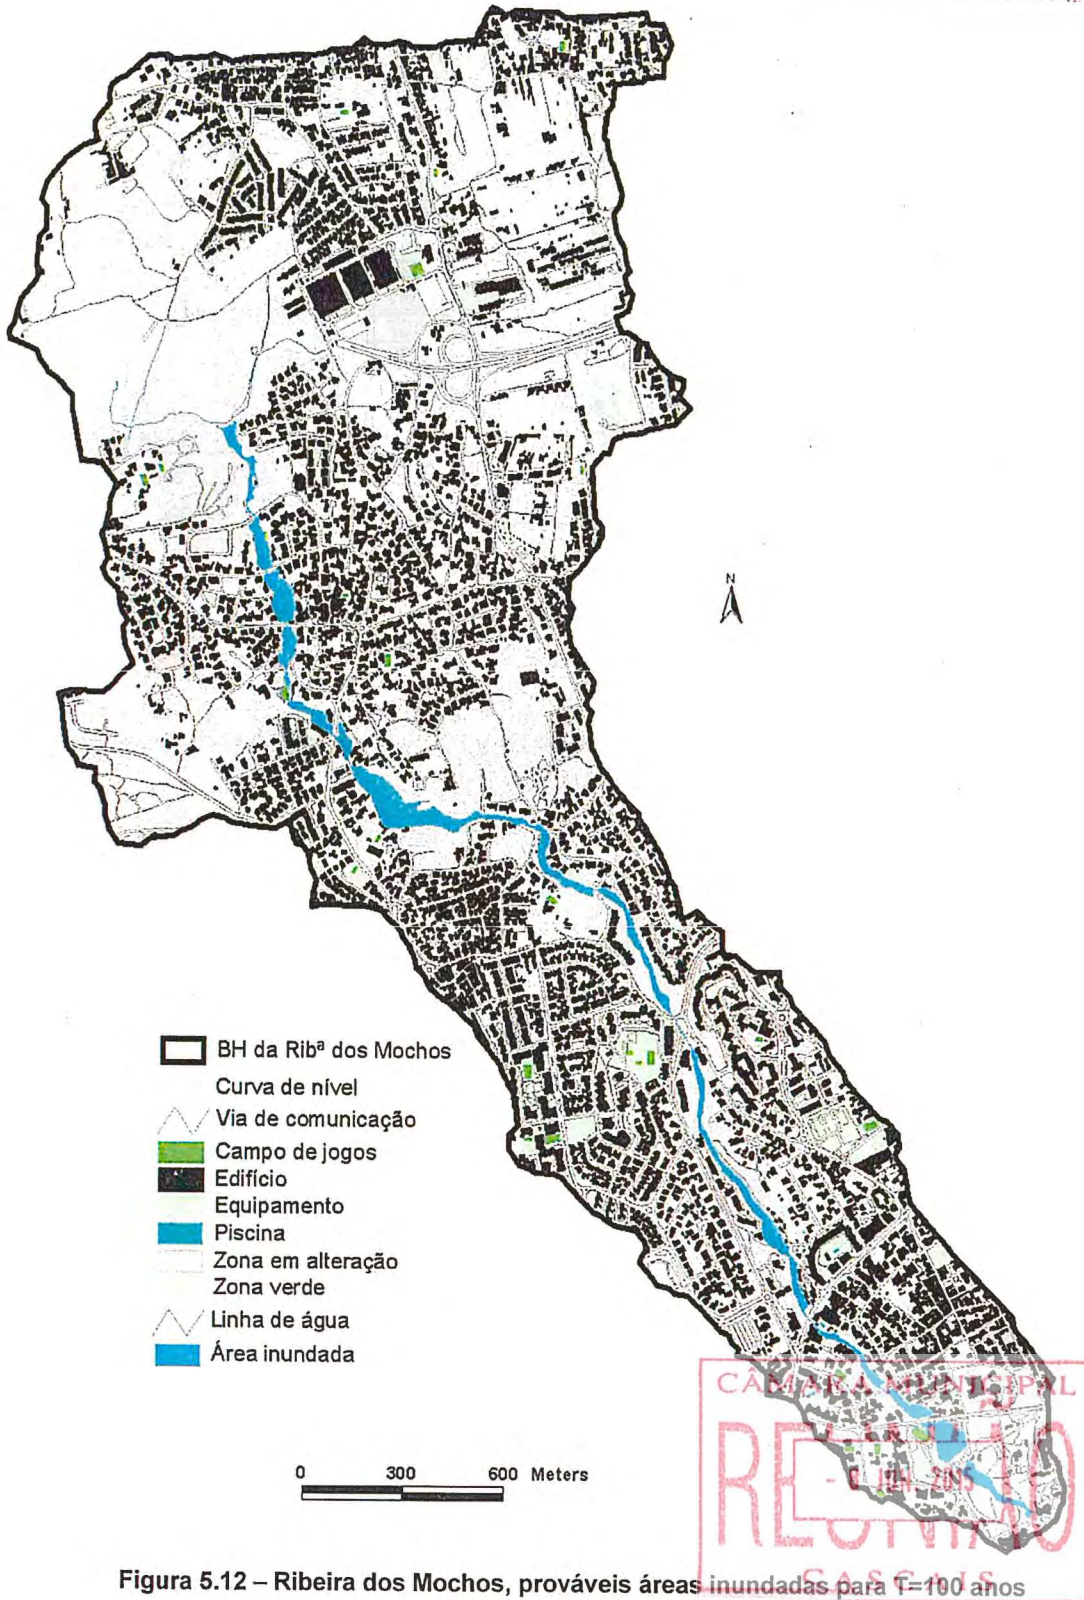 N
BH da Ribª dos Mochos
Curva de nível
Via de comunicação
Campo de jogos
Edifício
Equipamento
Piscina
Zona em alteração
Zona verde
Linha de água
Área inundada
0 300 600 Meters
CÂMARA MUNICIPAL
REUNIÃO
JUN. 2015
CASCAIS
Figura 5.12 – Ribeira dos Mochos, prováveis áreas inundadas para T=100 anos